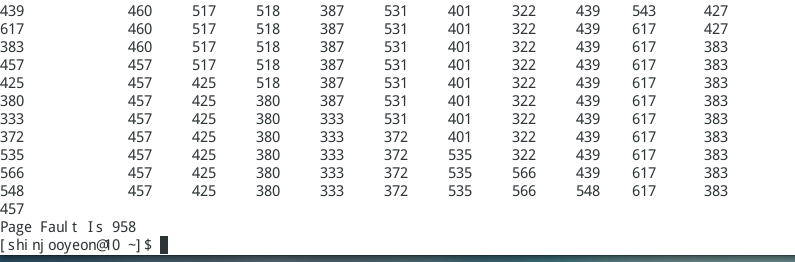 439 460 517 518 387 531 401 322 439 543 427
617 460 517 518 387 531 401 322 439 617 427
383 460 517 518 387 531 401 322 439 617 383
457 457 517 518 387 531 401 322 439 617 383
425 457 425 518 387 531 401 322 439 617 383
380 457 425 380 387 531 401 322 439 617 383
333 457 425 380 333 531 401 322 439 617 383
372 457 425 380 333 372 401 322 439 617 383
535 457 425 380 333 372 535 322 439 617 383
566 457 425 380 333 372 535 566 439 617 383
548 457 425 380 333 372 535 566 548 617 383
457
Page Fault Is 958
[shinjooyeon@10 ~]$